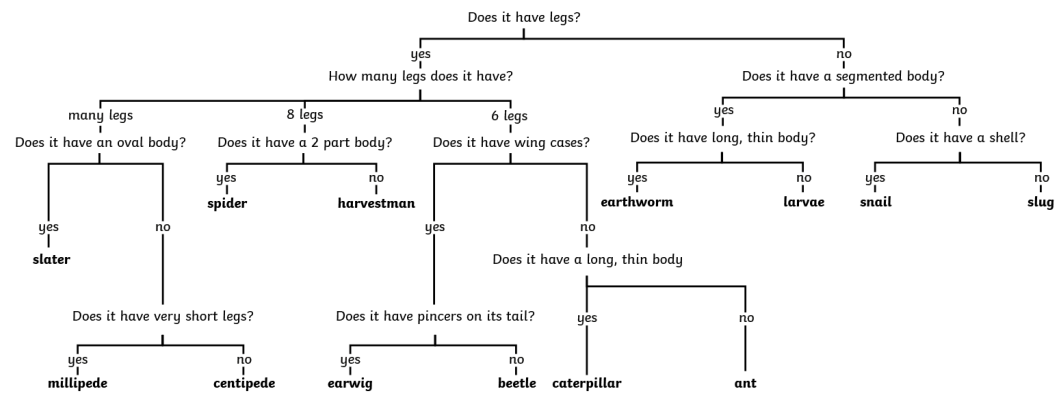 Does it have legs?
yes
no
How many legs does it have?
Does it have a segmented body?
many legs
8 legs
6 legs
yes
no
Does it have an oval body?
Does it have a 2 part body?
Does it have wing cases?
Does it have long, thin body?
Does it have a shell?
yes
no
yes
no
yes
no
spider
harvestman
earthworm
larvae
snail
slug
yes
no
yes
no
slater
Does it have a long, thin body
Does it have very short legs?
Does it have pincers on its tail?
yes
no
yes
no
yes
no
millipede
centipede
earwig
beetle
caterpillar
ant